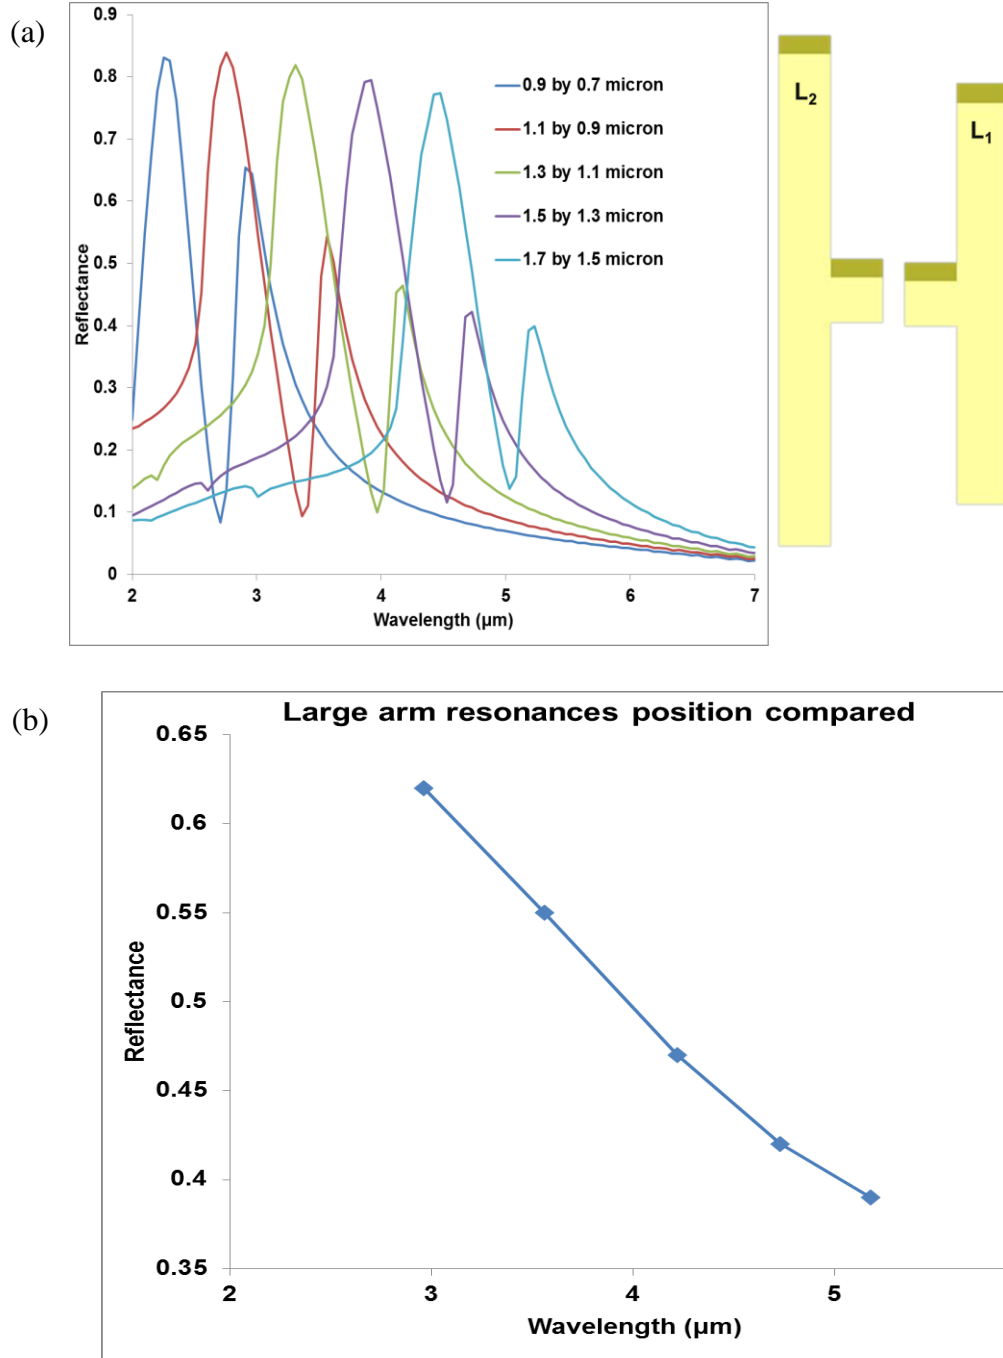 (a)
0.9
0.8
0.7
0.6
0.5
0.4
0.3
0.2
0.1
0
Reflectance
2 3 4 5 6 7
Wavelength (µm)
0.9 by 0.7 micron
1.1 by 0.9 micron
1.3 by 1.1 micron
1.5 by 1.3 micron
1.7 by 1.5 micron
L₂
L₁
(b)
Large arm resonances position compared
0.65
0.6
0.55
0.5
0.45
0.4
0.35
Reflectance
2 3 4 5
Wavelength (µm)